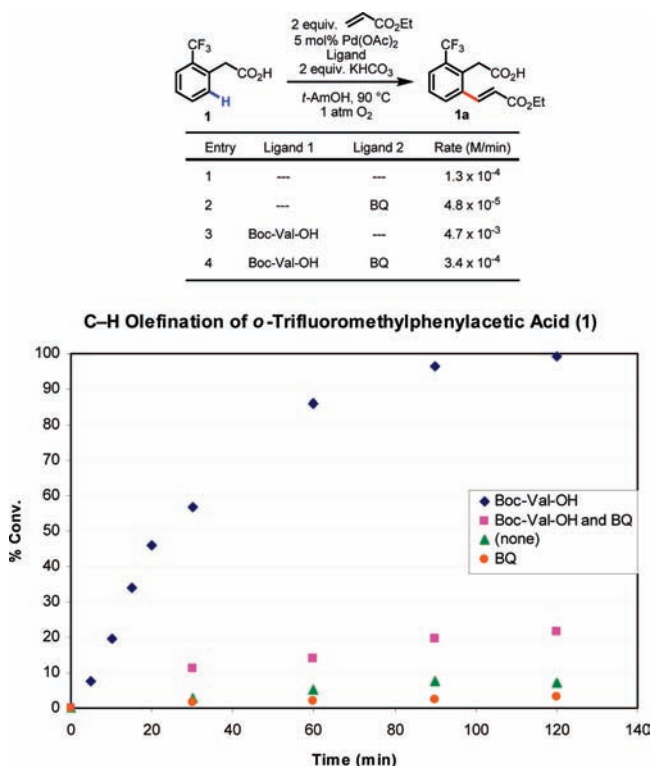 2 equiv. CO₂Et
5 mol% Pd(OAc)₂
Ligand
2 equiv. KHCO₃
t-AmOH, 90 °C
1 atm O₂
CF₃
CO₂H
H
1
CF₃
CO₂H
CO₂Et
1a
Entry Ligand 1 Ligand 2 Rate (M/min)
1 --- --- 1.3 x 10⁻⁴
2 --- BQ 4.8 x 10⁻⁵
3 Boc-Val-OH --- 4.7 x 10⁻³
4 Boc-Val-OH BQ 3.4 x 10⁻⁴
C–H Olefination of o-Trifluoromethylphenylacetic Acid (1)
% Conv.
100
90
80
70
60
50
40
30
20
10
0
Boc-Val-OH
Boc-Val-OH and BQ
(none)
BQ
0 20 40 60 80 100 120 140
Time (min)